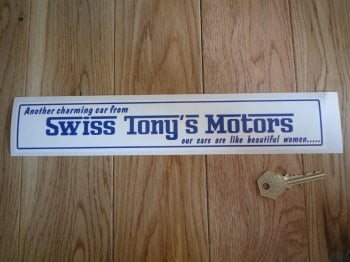 Another charming car from
Swiss Tony's Motors
our cars are like beautiful women.....